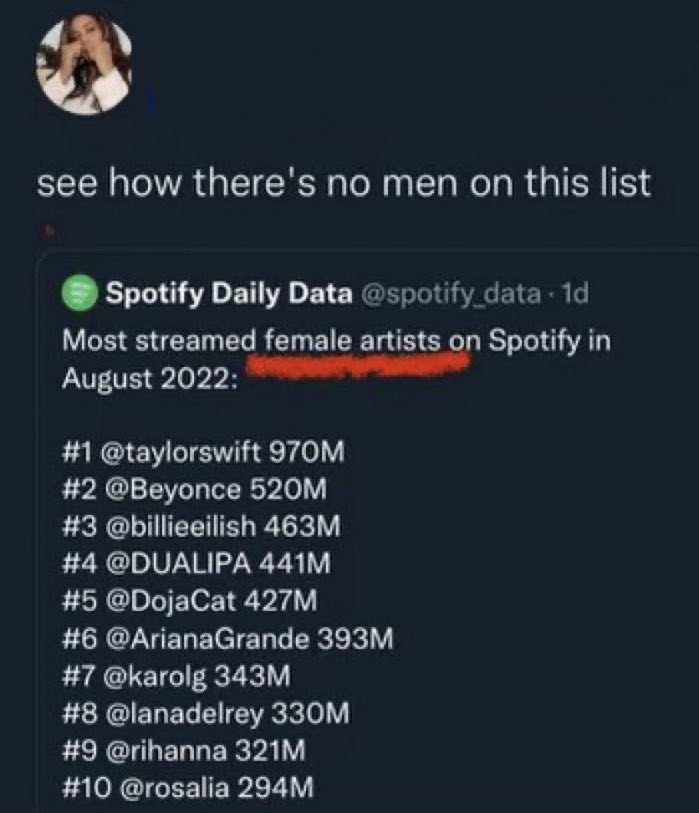 see how there's no men on this list
Spotify Daily Data @spotify_data · 1d
Most streamed female artists on Spotify in
August 2022:
#1 @taylorswift 970M
#2 @Beyonce 520M
#3 @billieeilish 463M
#4 @DUALIPA 441M
#5 @DojaCat 427M
#6 @ArianaGrande 393M
#7 @karolg 343M
#8 @lanadelrey 330M
#9 @rihanna 321M
#10 @rosalia 294M